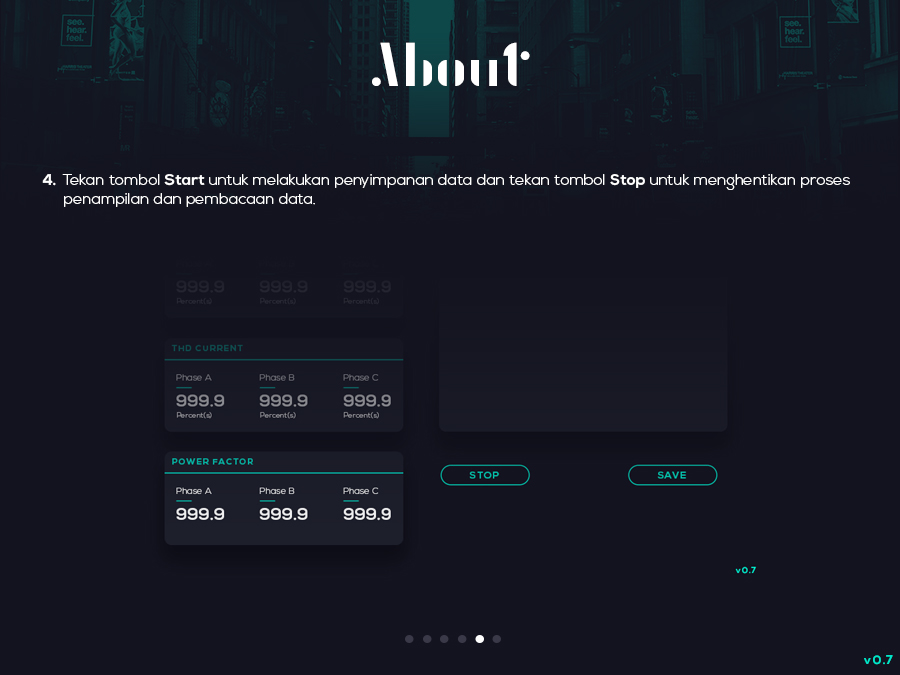 see.
hear.
feel.
see.
hear.
feel.
About
4. Tekan tombol Start untuk melakukan penyimpanan data dan tekan tombol Stop untuk menghentikan proses
penampilan dan pembacaan data.
999.9 999.9 999.9
Percent(s) Percent(s) Percent(s)
THD CURRENT
Phase A Phase B Phase C
999.9 999.9 999.9
Percent(s) Percent(s) Percent(s)
POWER FACTOR
Phase A Phase B Phase C
999.9 999.9 999.9
STOP SAVE
v0.7
v0.7